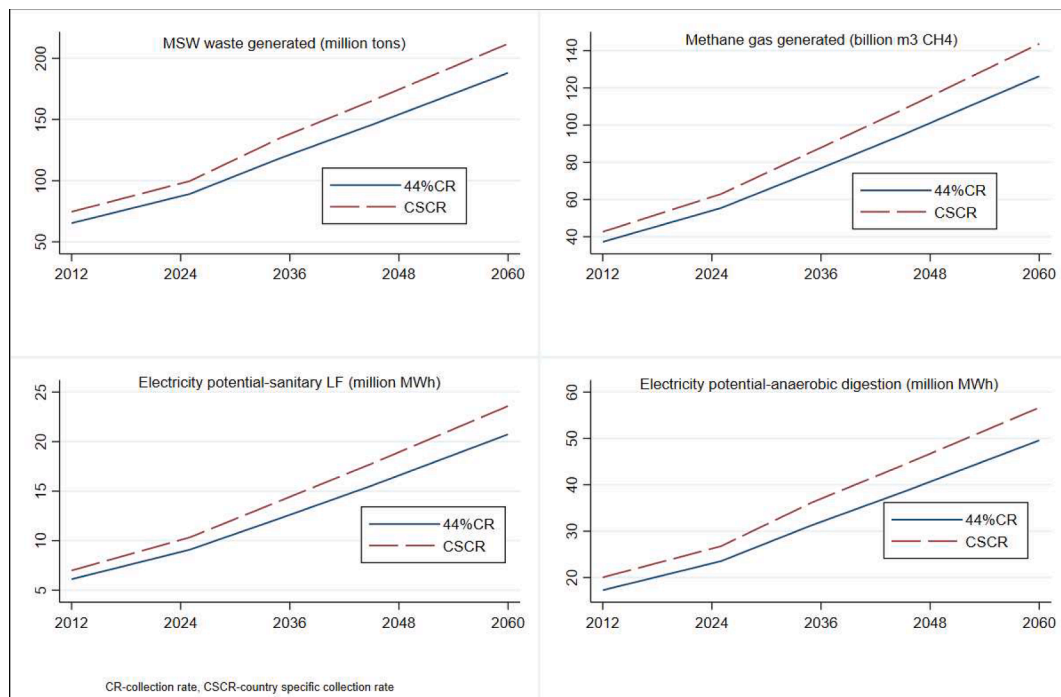 MSW waste generated (million tons)
200
150
100
50
44%CR
CSCR
2012 2024 2036 2048 2060
Methane gas generated (billion m3 CH4)
140
120
100
80
60
40
44%CR
CSCR
2012 2024 2036 2048 2060
Electricity potential-sanitary LF (million MWh)
25
20
15
10
5
44%CR
CSCR
2012 2024 2036 2048 2060
Electricity potential-anaerobic digestion (million MWh)
60
50
40
30
20
44%CR
CSCR
2012 2024 2036 2048 2060
CR-collection rate, CSCR-country specific collection rate